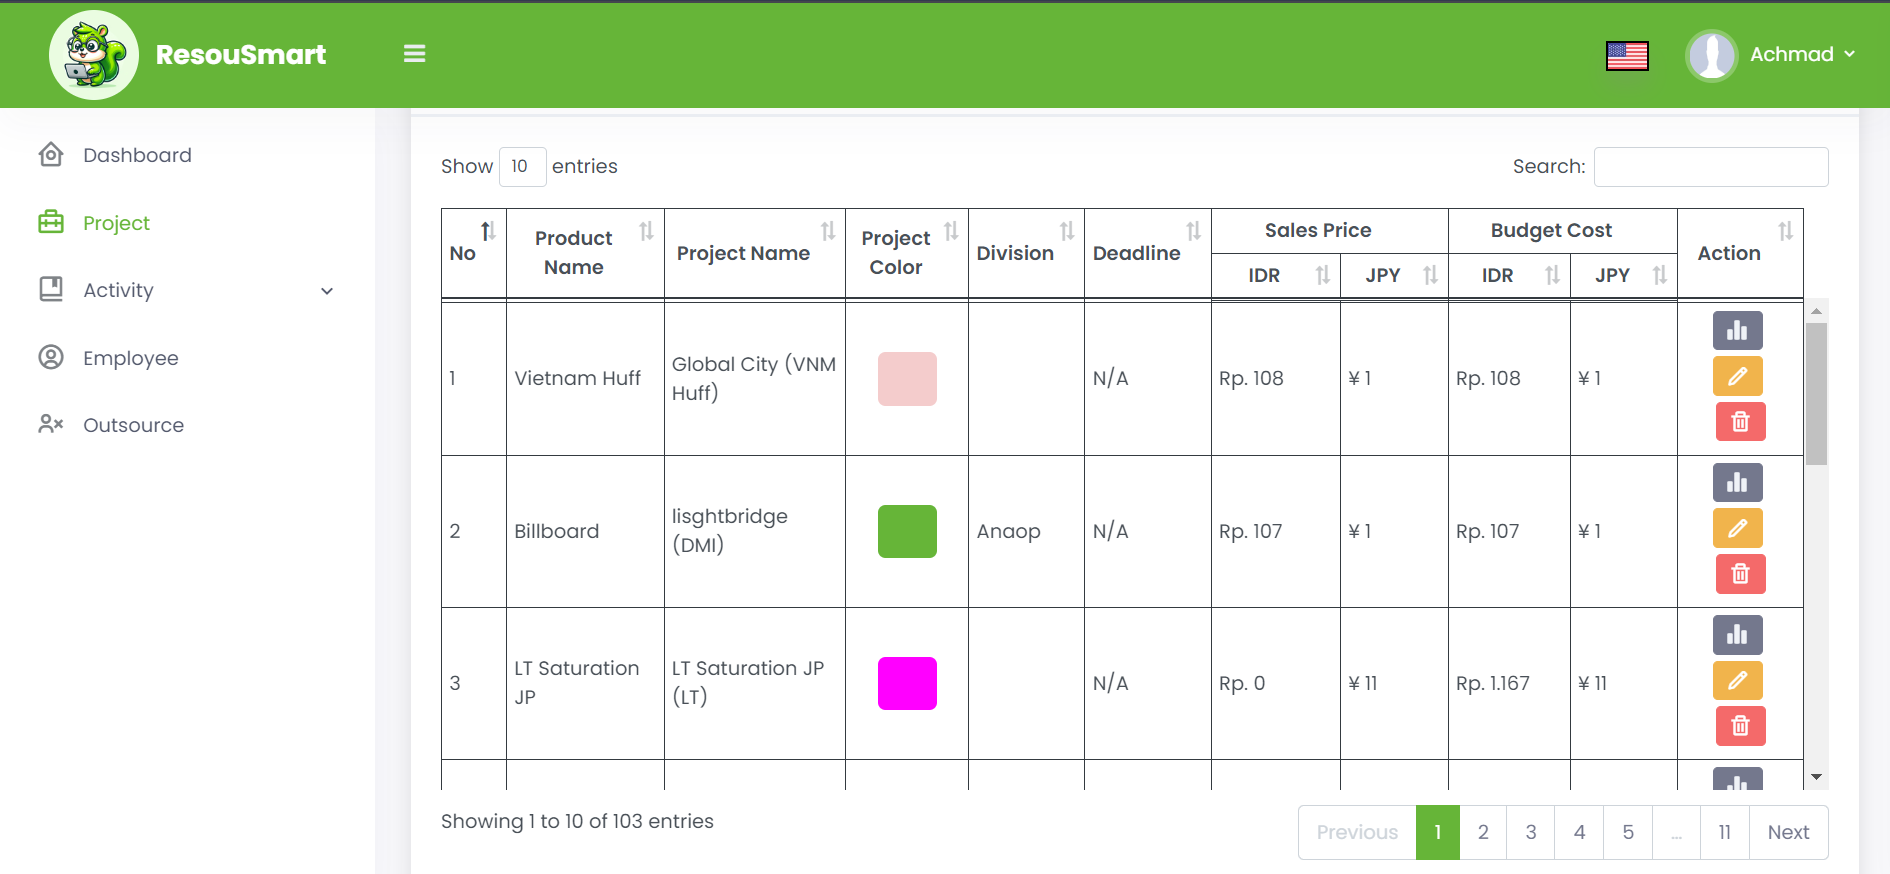 ResouSmart
Achmad
Dashboard
Project
Activity
Employee
Outsource
Show 10 entries
Search:
No
Product Name
Project Name
Project Color
Division
Deadline
Sales Price
Budget Cost
Action
IDR
JPY
IDR
JPY
1
Vietnam Huff
Global City (VNM
Huff)
N/A
Rp. 108
¥ 1
Rp. 108
¥ 1
2
Billboard
lisghtbridge
(DMI)
Anaop
N/A
Rp. 107
¥ 1
Rp. 107
¥ 1
3
LT Saturation
JP
LT Saturation JP
(LT)
N/A
Rp. 0
¥ 11
Rp. 1.167
¥ 11
Showing 1 to 10 of 103 entries
Previous 1 2 3 4 5 ... 11 Next